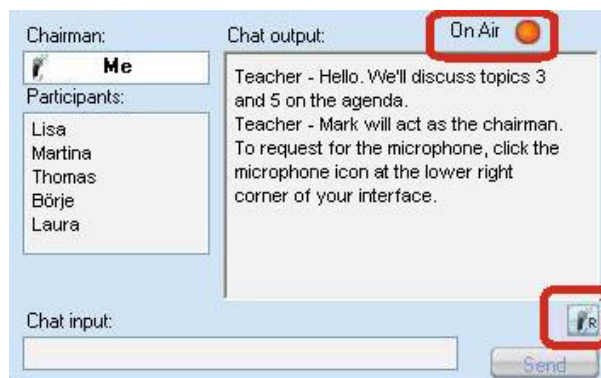 Chairman:
Me
Participants:
Lisa
Martina
Thomas
Börje
Laura
Chat output:
On Air
Teacher - Hello. We'll discuss topics 3
and 5 on the agenda.
Teacher - Mark will act as the chairman.
To request for the microphone, click the
microphone icon at the lower right
corner of your interface.
R
Chat input:
Send